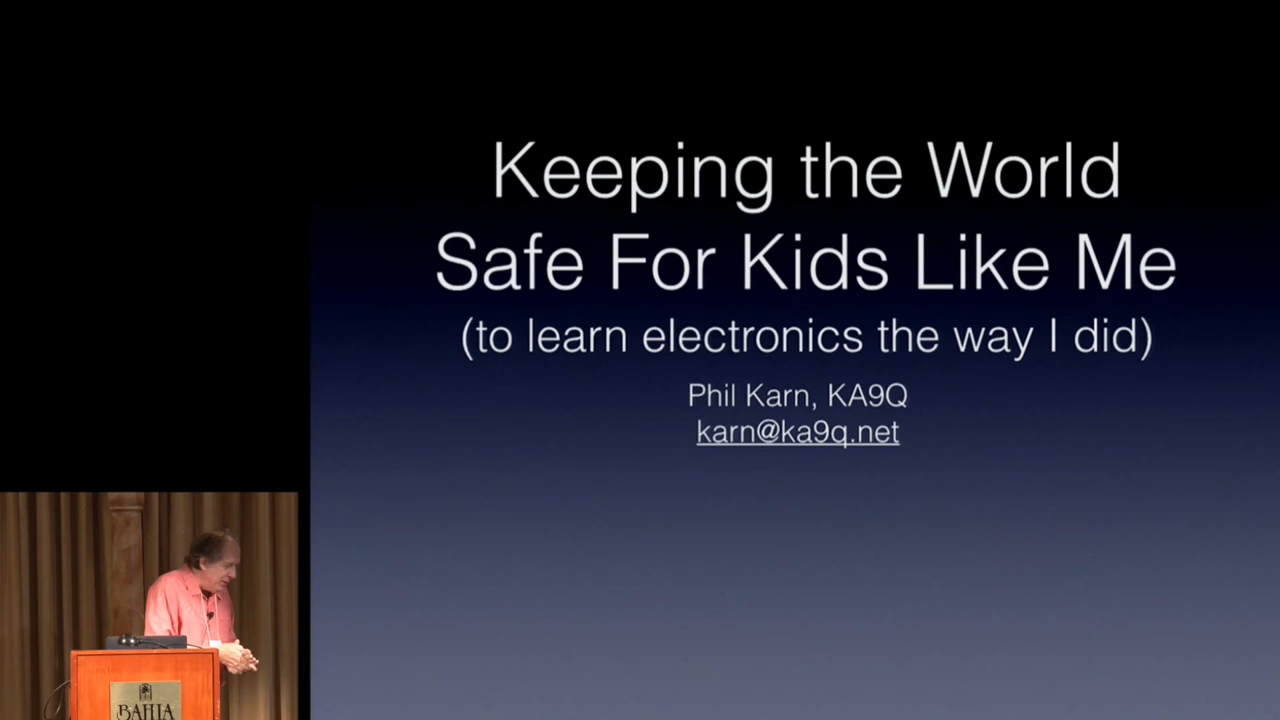 Keeping the World
Safe For Kids Like Me
(to learn electronics the way I did)
Phil Karn, KA9Q
karn@ka9q.net
BAHIA